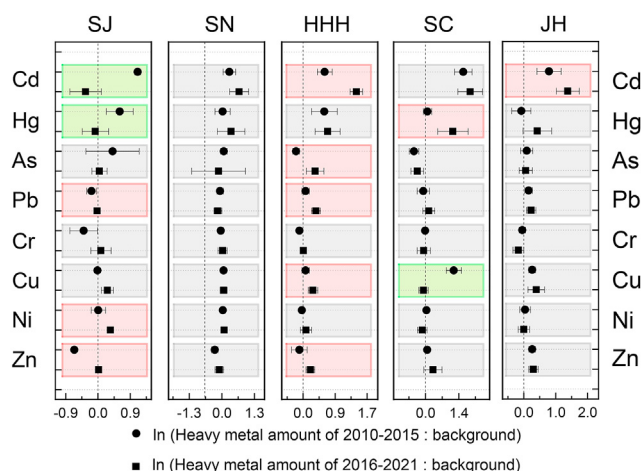 SJ SN HHH SC JH
Cd Cd
Hg Hg
As As
Pb Pb
Cr Cr
Cu Cu
Ni Ni
Zn Zn
-0.9 0.0 0.9 -1.3 0.0 1.3 0.0 0.9 1.7 0.0 1.4 0.0 1.0 2.1
ln (Heavy metal amount of 2010-2015 : background)
ln (Heavy metal amount of 2016-2021 : background)